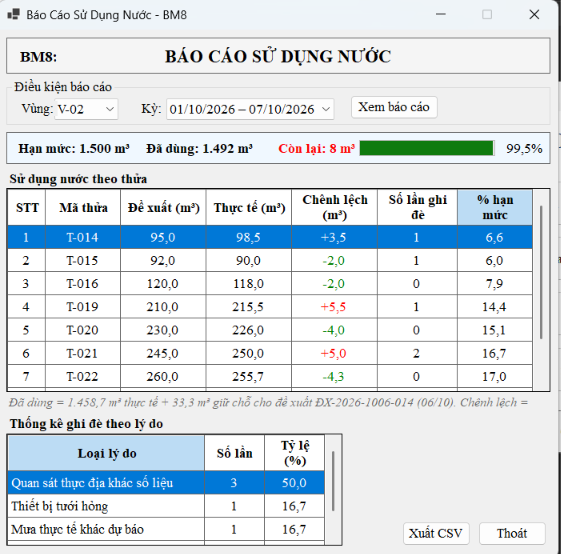 Báo Cáo Sử Dụng Nước - BM8
BM8: BÁO CÁO SỬ DỤNG NƯỚC
Điều kiện báo cáo
Vùng: V-02 Kỳ: 01/10/2026 – 07/10/2026 Xem báo cáo
Hạn mức: 1.500 m³ Đã dùng: 1.492 m³ Còn lại: 8 m³ 99,5%
Sử dụng nước theo thửa
STT Mã thửa Đề xuất (m³) Thực tế (m³) Chênh lệch (m³) Số lần ghi đè % hạn mức
1 T-014 95,0 98,5 +3,5 1 6,6
2 T-015 92,0 90,0 -2,0 1 6,0
3 T-016 120,0 118,0 -2,0 0 7,9
4 T-019 210,0 215,5 +5,5 1 14,4
5 T-020 230,0 226,0 -4,0 0 15,1
6 T-021 245,0 250,0 +5,0 2 16,7
7 T-022 260,0 255,7 -4,3 0 17,0
Đã dùng = 1.458,7 m³ thực tế + 33,3 m³ giữ chỗ cho đề xuất ĐX-2026-1006-014 (06/10). Chênh lệch =
Thống kê ghi đè theo lý do
Loại lý do Số lần Tỷ lệ (%)
Quan sát thực địa khác số liệu 3 50,0
Thiết bị tưới hỏng 1 16,7
Mưa thực tế khác dự báo 1 16,7
Xuất CSV Thoát